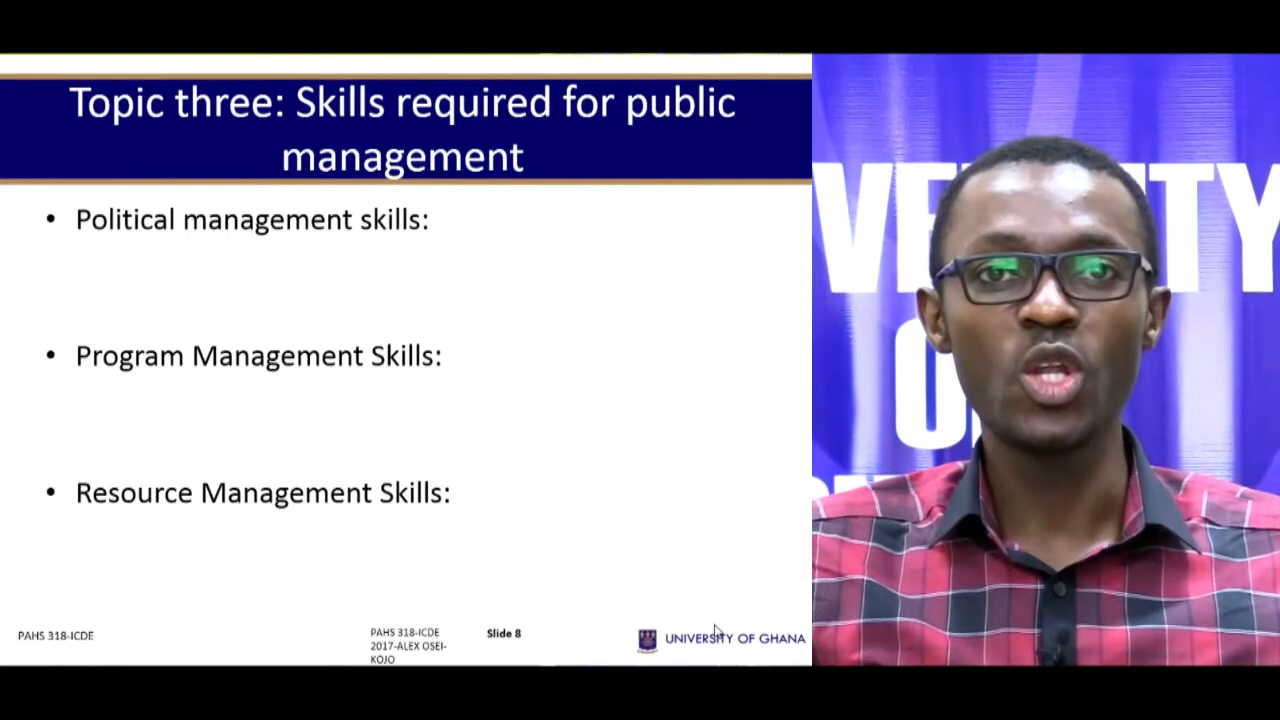 Topic three: Skills required for public
management
• Political management skills:
• Program Management Skills:
• Resource Management Skills:
PAHS 318-ICDE
PAHS 318-ICDE
2017-ALEX OSEI-
KOJO
Slide 8
UNIVERSITY OF GHANA